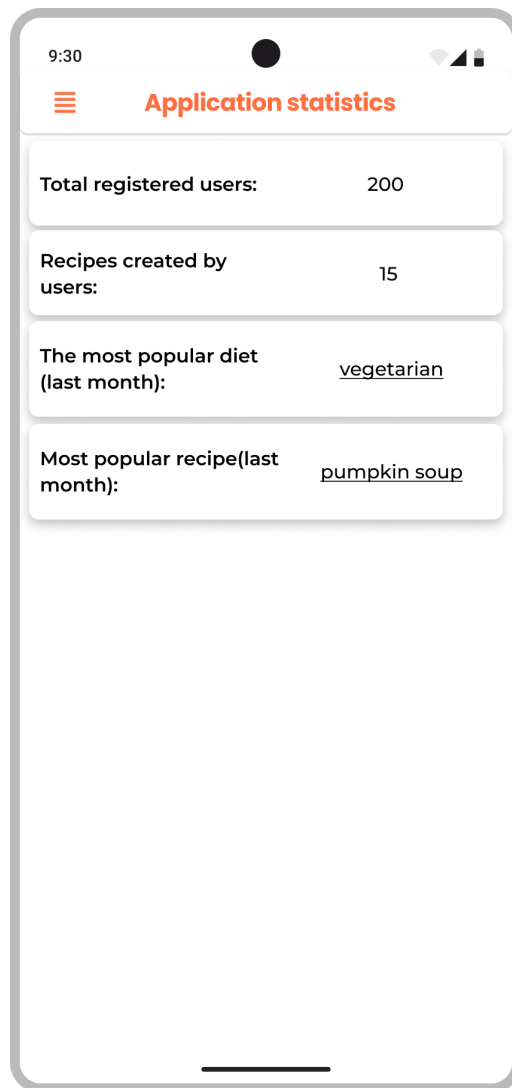 9:30
Application statistics
Total registered users:
200
Recipes created by
users:
15
The most popular diet
(last month):
vegetarian
Most popular recipe(last
month):
pumpkin soup